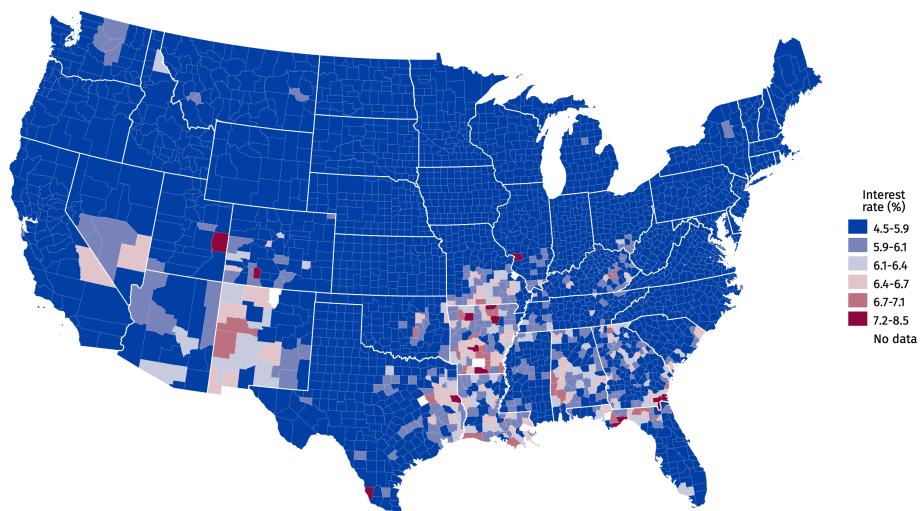 Interest
rate (%)
4.5-5.9
5.9-6.1
6.1-6.4
6.4-6.7
6.7-7.1
7.2-8.5
No data